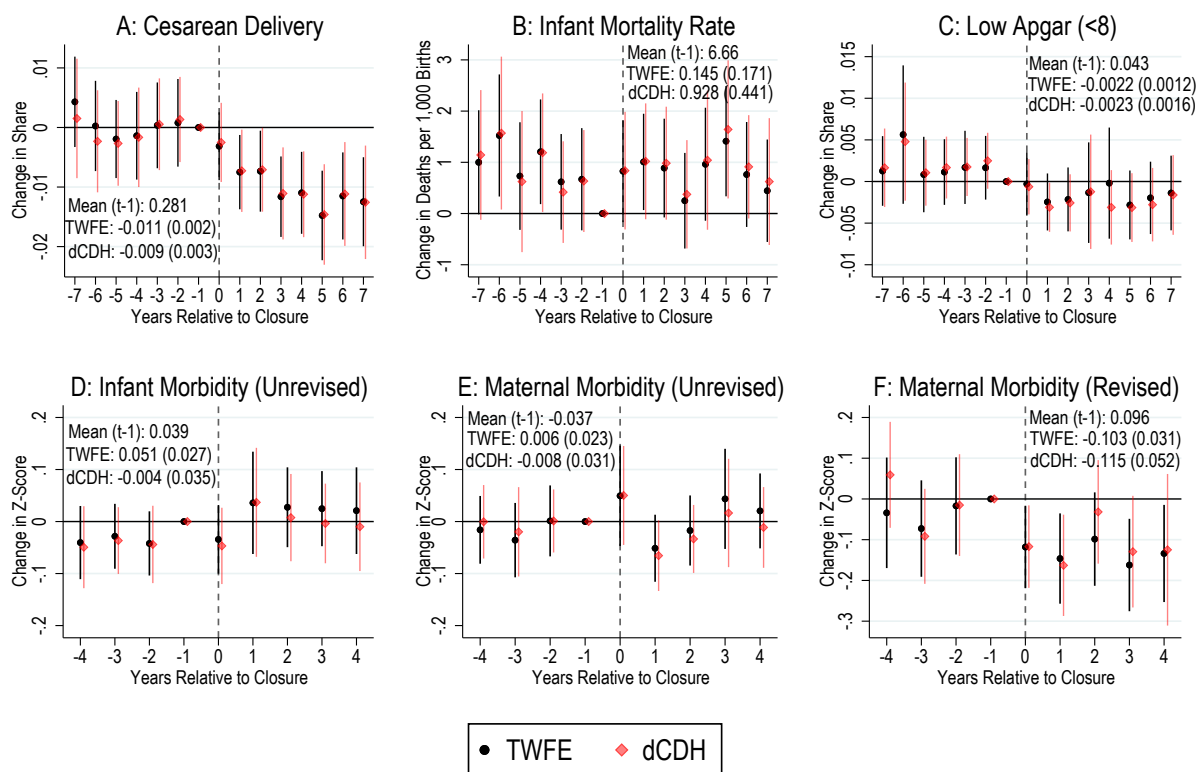 A: Cesarean Delivery
Change in Share
.01
0
-.01
-.02
Mean (t-1): 0.281
TWFE: -0.011 (0.002)
dCDH: -0.009 (0.003)
-7 -6 -5 -4 -3 -2 -1 0 1 2 3 4 5 6 7
Years Relative to Closure
B: Infant Mortality Rate
Change in Deaths per 1,000 Births
3
2
1
0
-1
Mean (t-1): 6.66
TWFE: 0.145 (0.171)
dCDH: 0.928 (0.441)
-7 -6 -5 -4 -3 -2 -1 0 1 2 3 4 5 6 7
Years Relative to Closure
C: Low Apgar (<8)
Change in Share
.015
.01
.005
0
-.005
-.01
Mean (t-1): 0.043
TWFE: -0.0022 (0.0012)
dCDH: -0.0023 (0.0016)
-7 -6 -5 -4 -3 -2 -1 0 1 2 3 4 5 6 7
Years Relative to Closure
D: Infant Morbidity (Unrevised)
Change in Z-Score
.2
.1
0
-.1
-.2
Mean (t-1): 0.039
TWFE: 0.051 (0.027)
dCDH: -0.004 (0.035)
-4 -3 -2 -1 0 1 2 3 4
Years Relative to Closure
E: Maternal Morbidity (Unrevised)
Change in Z-Score
.2
.1
0
-.1
-.2
Mean (t-1): -0.037
TWFE: 0.006 (0.023)
dCDH: -0.008 (0.031)
-4 -3 -2 -1 0 1 2 3 4
Years Relative to Closure
F: Maternal Morbidity (Revised)
Change in Z-Score
.2
.1
0
-.1
-.2
-.3
Mean (t-1): 0.096
TWFE: -0.103 (0.031)
dCDH: -0.115 (0.052)
-4 -3 -2 -1 0 1 2 3 4
Years Relative to Closure
TWFE dCDH